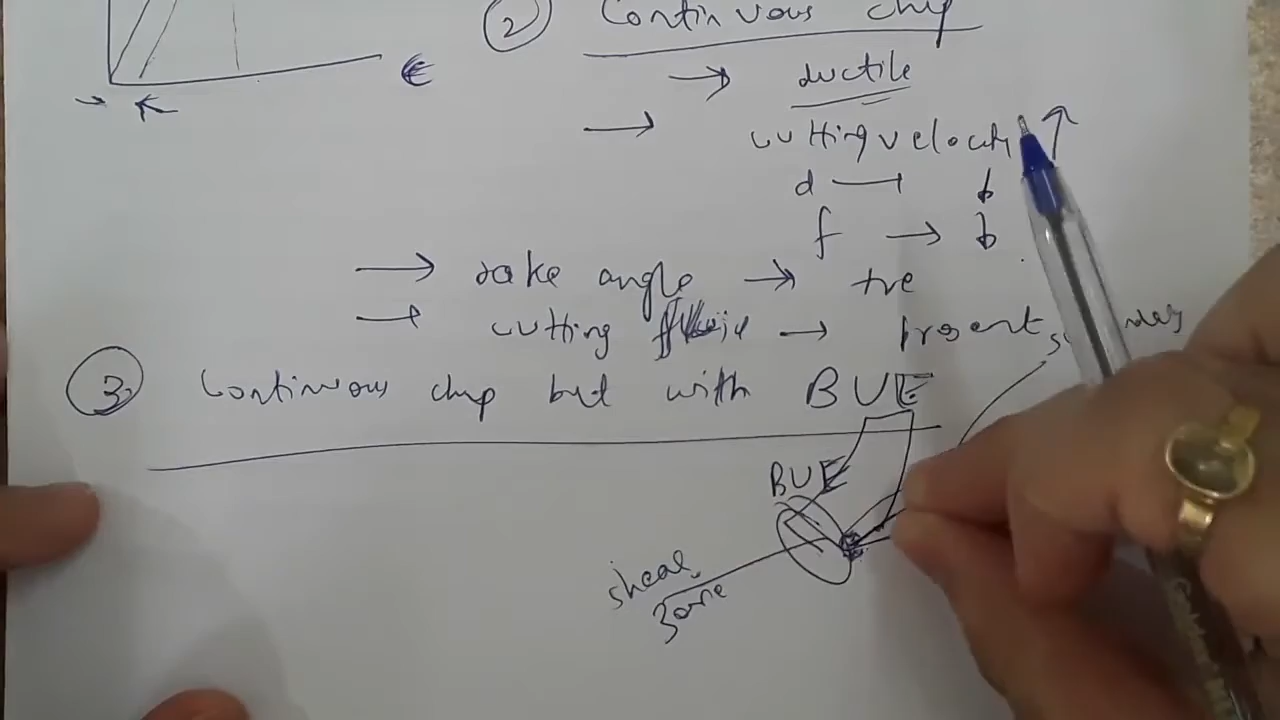 2 Continuous chip
→ ductile
ϵ
→ cutting velocity ↑
d → ↓
f → ↓
→ rake angle → +ve
→ cutting fluid → present
3. Continuous chip but with BUE
BUE
shear
zone